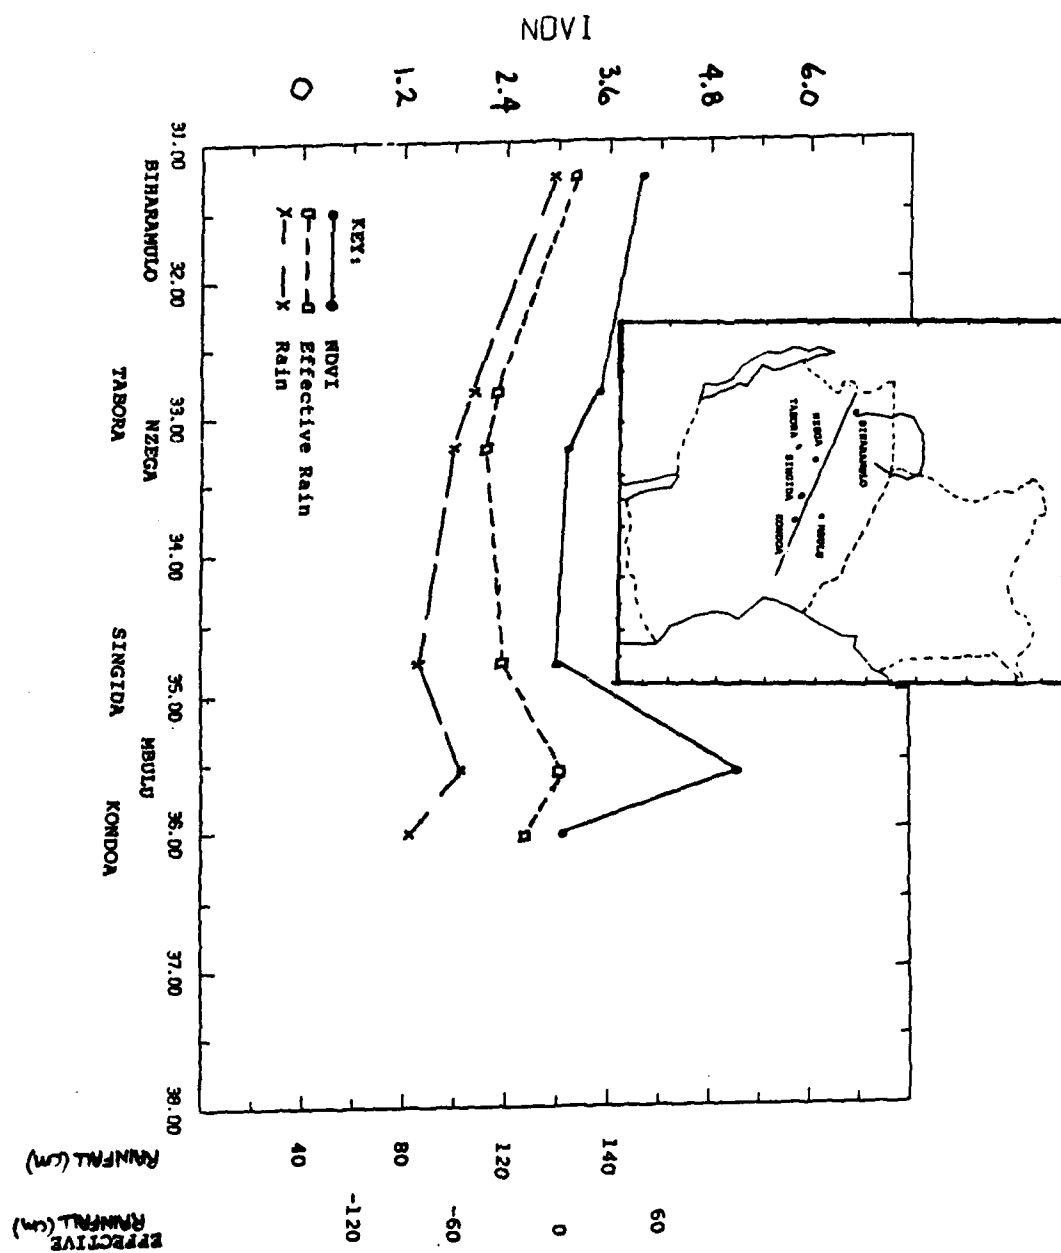 NDVI
0
1.2
2.4
3.6
4.8
6.0
31.00
32.00
33.00
34.00
35.00
36.00
37.00
38.00
BIHARAMULO
TABORA
NZEGA
SINGIDA
MBULU
KONDOA
KEY:
NDVI
Effective Rain
Rain
BIHARAMULO
NZEGA
TABORA
SINGIDA
MBULU
KONDOA
RAINFALL (cm)
40
80
120
140
EFFECTIVE
RAINFALL (cm)
-120
-60
0
60